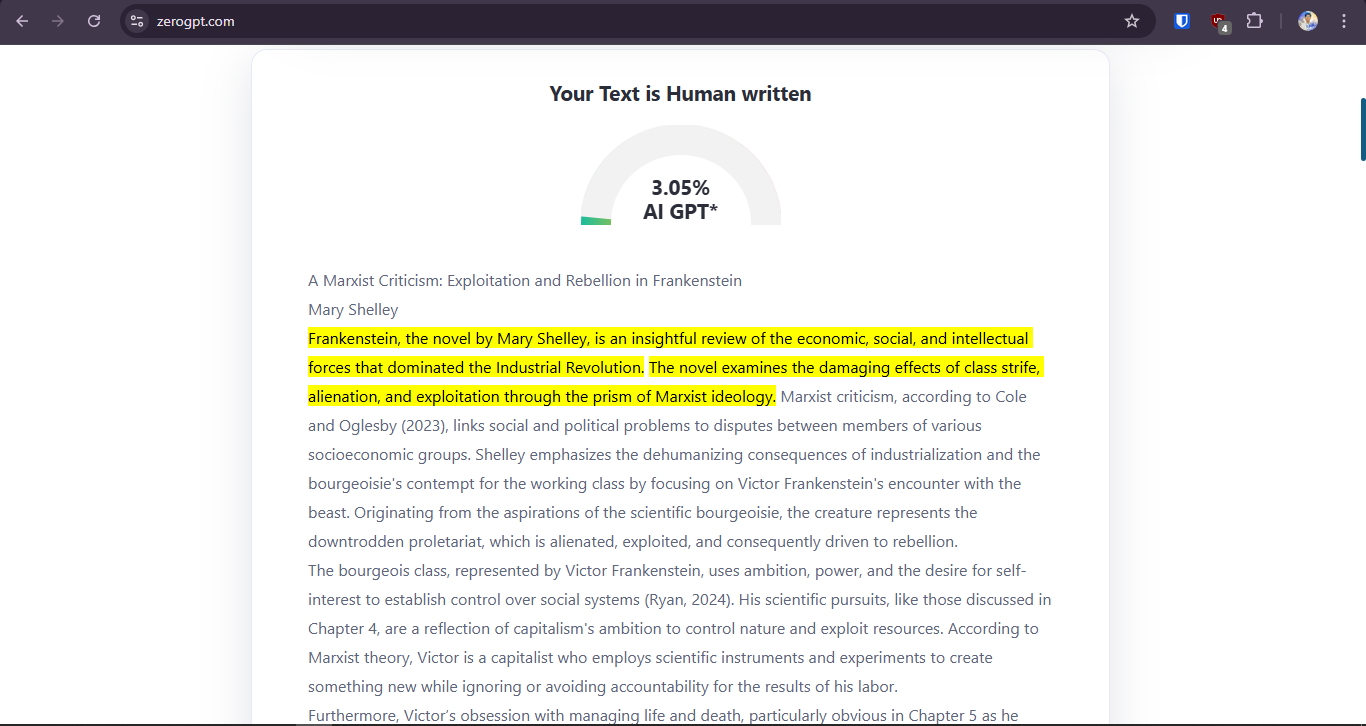 zerogpt.com
4
Your Text is Human written
3.05%
AI GPT*
A Marxist Criticism: Exploitation and Rebellion in Frankenstein
Mary Shelley
Frankenstein, the novel by Mary Shelley, is an insightful review of the economic, social, and intellectual
forces that dominated the Industrial Revolution. The novel examines the damaging effects of class strife,
alienation, and exploitation through the prism of Marxist ideology. Marxist criticism, according to Cole
and Oglesby (2023), links social and political problems to disputes between members of various
socioeconomic groups. Shelley emphasizes the dehumanizing consequences of industrialization and the
bourgeoisie's contempt for the working class by focusing on Victor Frankenstein's encounter with the
beast. Originating from the aspirations of the scientific bourgeoisie, the creature represents the
downtrodden proletariat, which is alienated, exploited, and consequently driven to rebellion.
The bourgeois class, represented by Victor Frankenstein, uses ambition, power, and the desire for self-
interest to establish control over social systems (Ryan, 2024). His scientific pursuits, like those discussed in
Chapter 4, are a reflection of capitalism's ambition to control nature and exploit resources. According to
Marxist theory, Victor is a capitalist who employs scientific instruments and experiments to create
something new while ignoring or avoiding accountability for the results of his labor.
Furthermore, Victor's obsession with managing life and death, particularly obvious in Chapter 5 as he